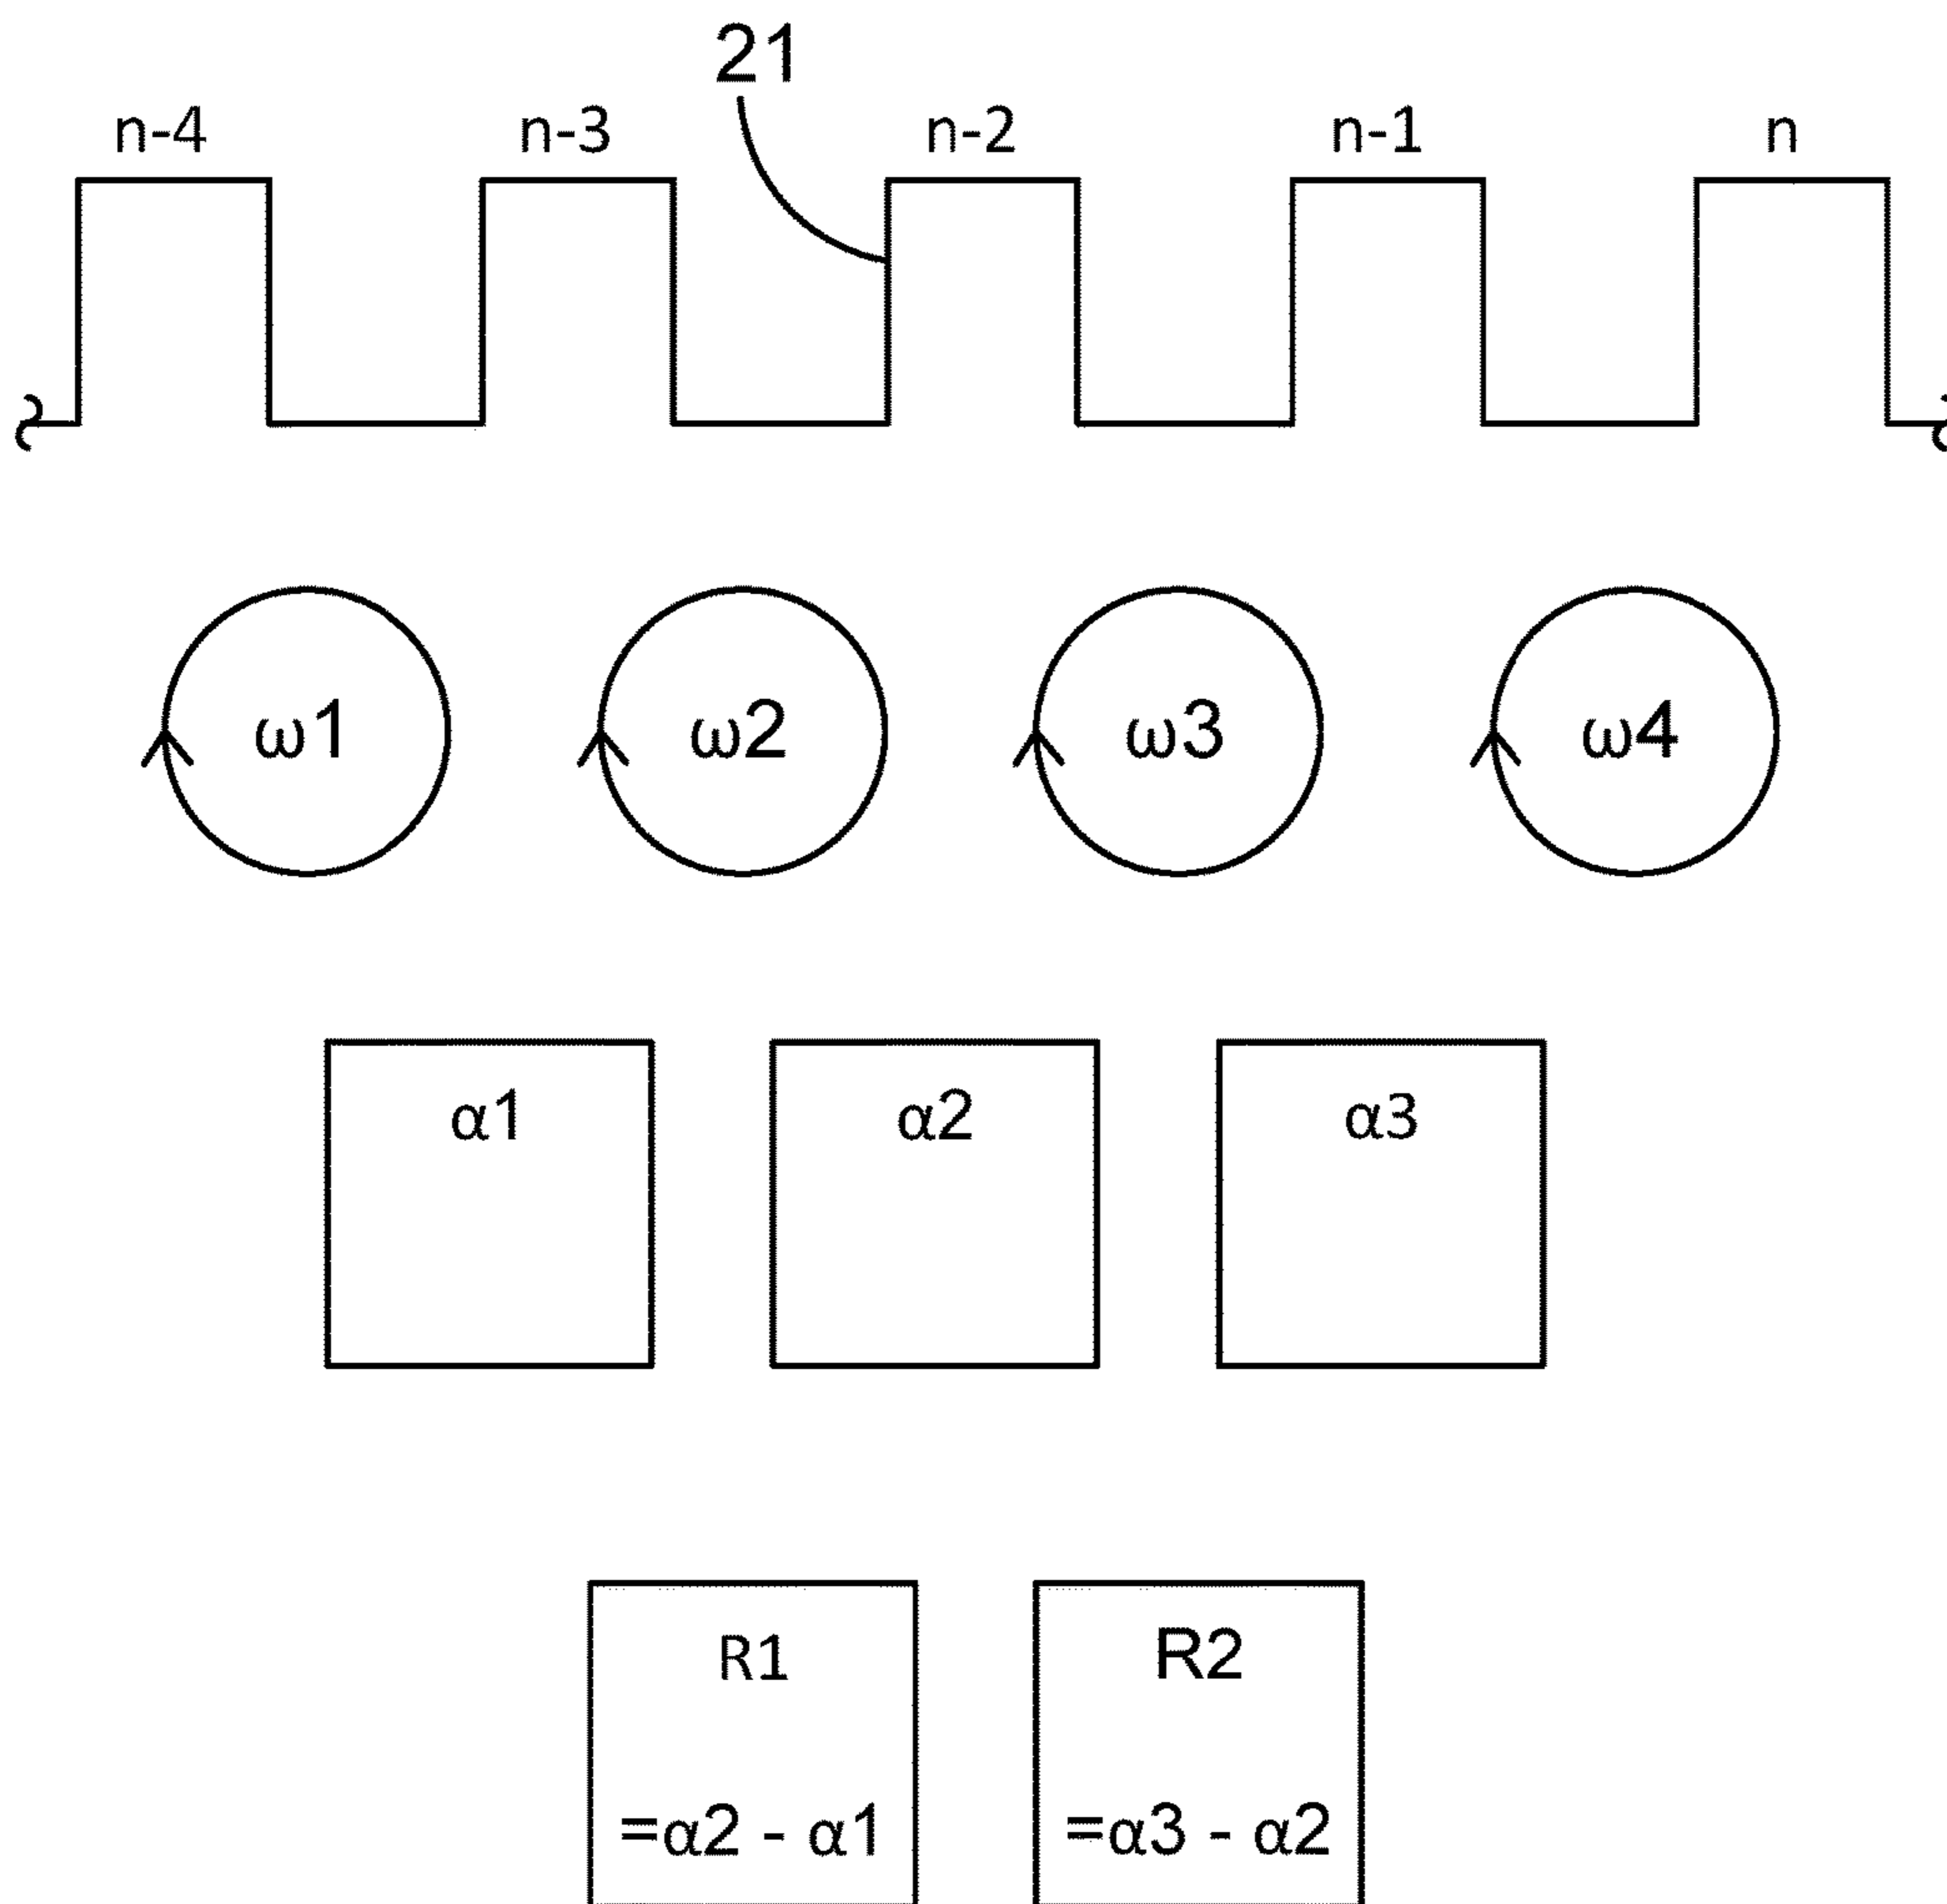 21
n-4 n-3 n-2 n-1 n
ω1 ω2 ω3 ω4
α1 α2 α3
R1 R2
=α2 - α1 =α3 - α2